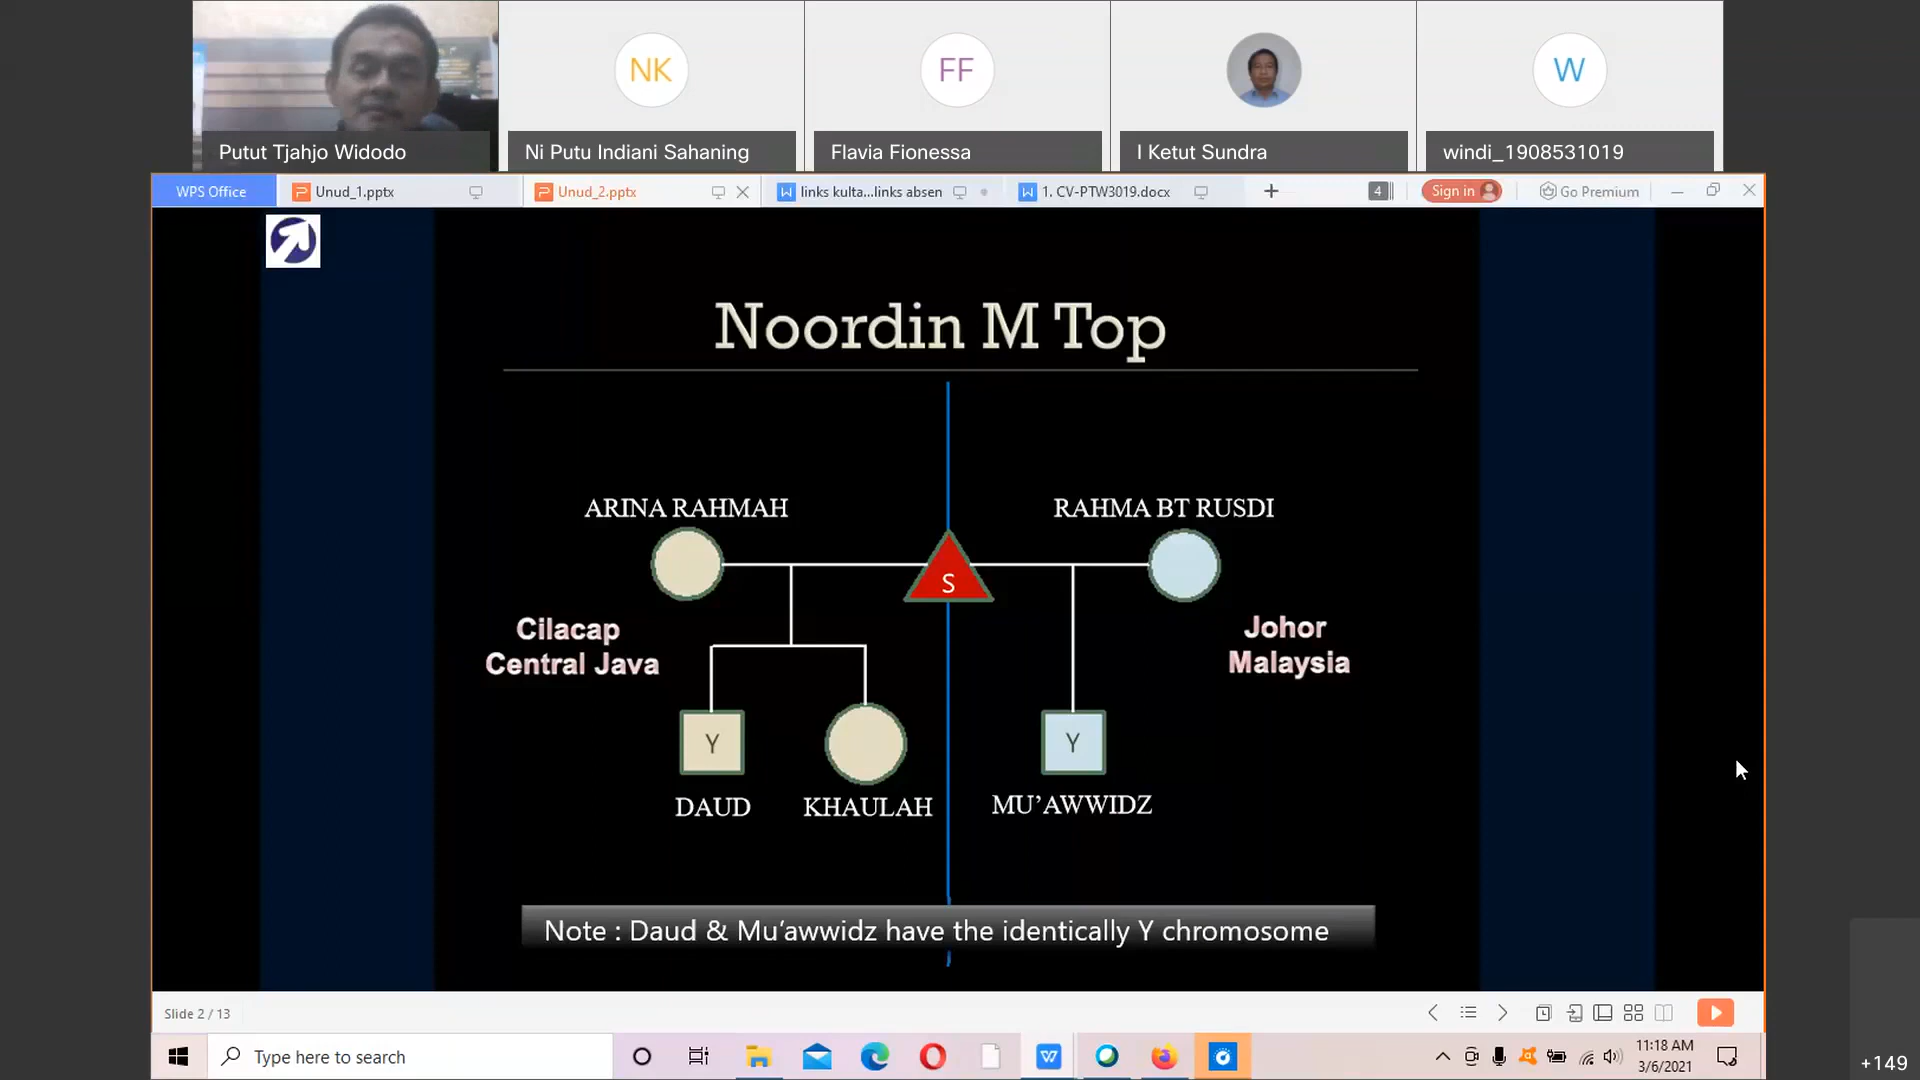 NK
FF
W
Putut Tjahjo Widodo
Ni Putu Indiani Sahaning
Flavia Fionessa
I Ketut Sundra
windi_1908531019
WPS Office
Unud_1.pptx
Unud_2.pptx
links kulta...links absen
1. CV-PTW3019.docx
4
Sign in
Go Premium
Noordin M Top
ARINA RAHMAH
RAHMA BT RUSDI
S
Cilacap
Central Java
Johor
Malaysia
Y
Y
DAUD
KHAULAH
MU’AWWIDZ
Note : Daud & Mu’awwidz have the identically Y chromosome
Slide 2 / 13
Type here to search
11:18 AM
3/6/2021
+149